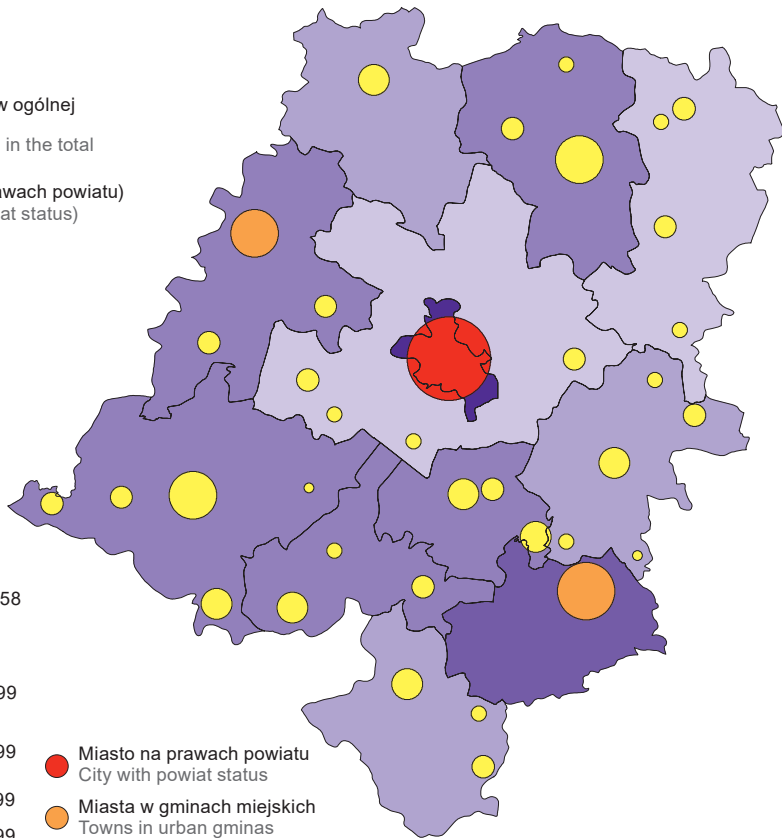 w ogólnej
in the total
awach powiatu)
at status)
58
99
99
99
99
Miasto na prawach powiatu
City with powiat status
Miasta w gminach miejskich
Towns in urban gminas